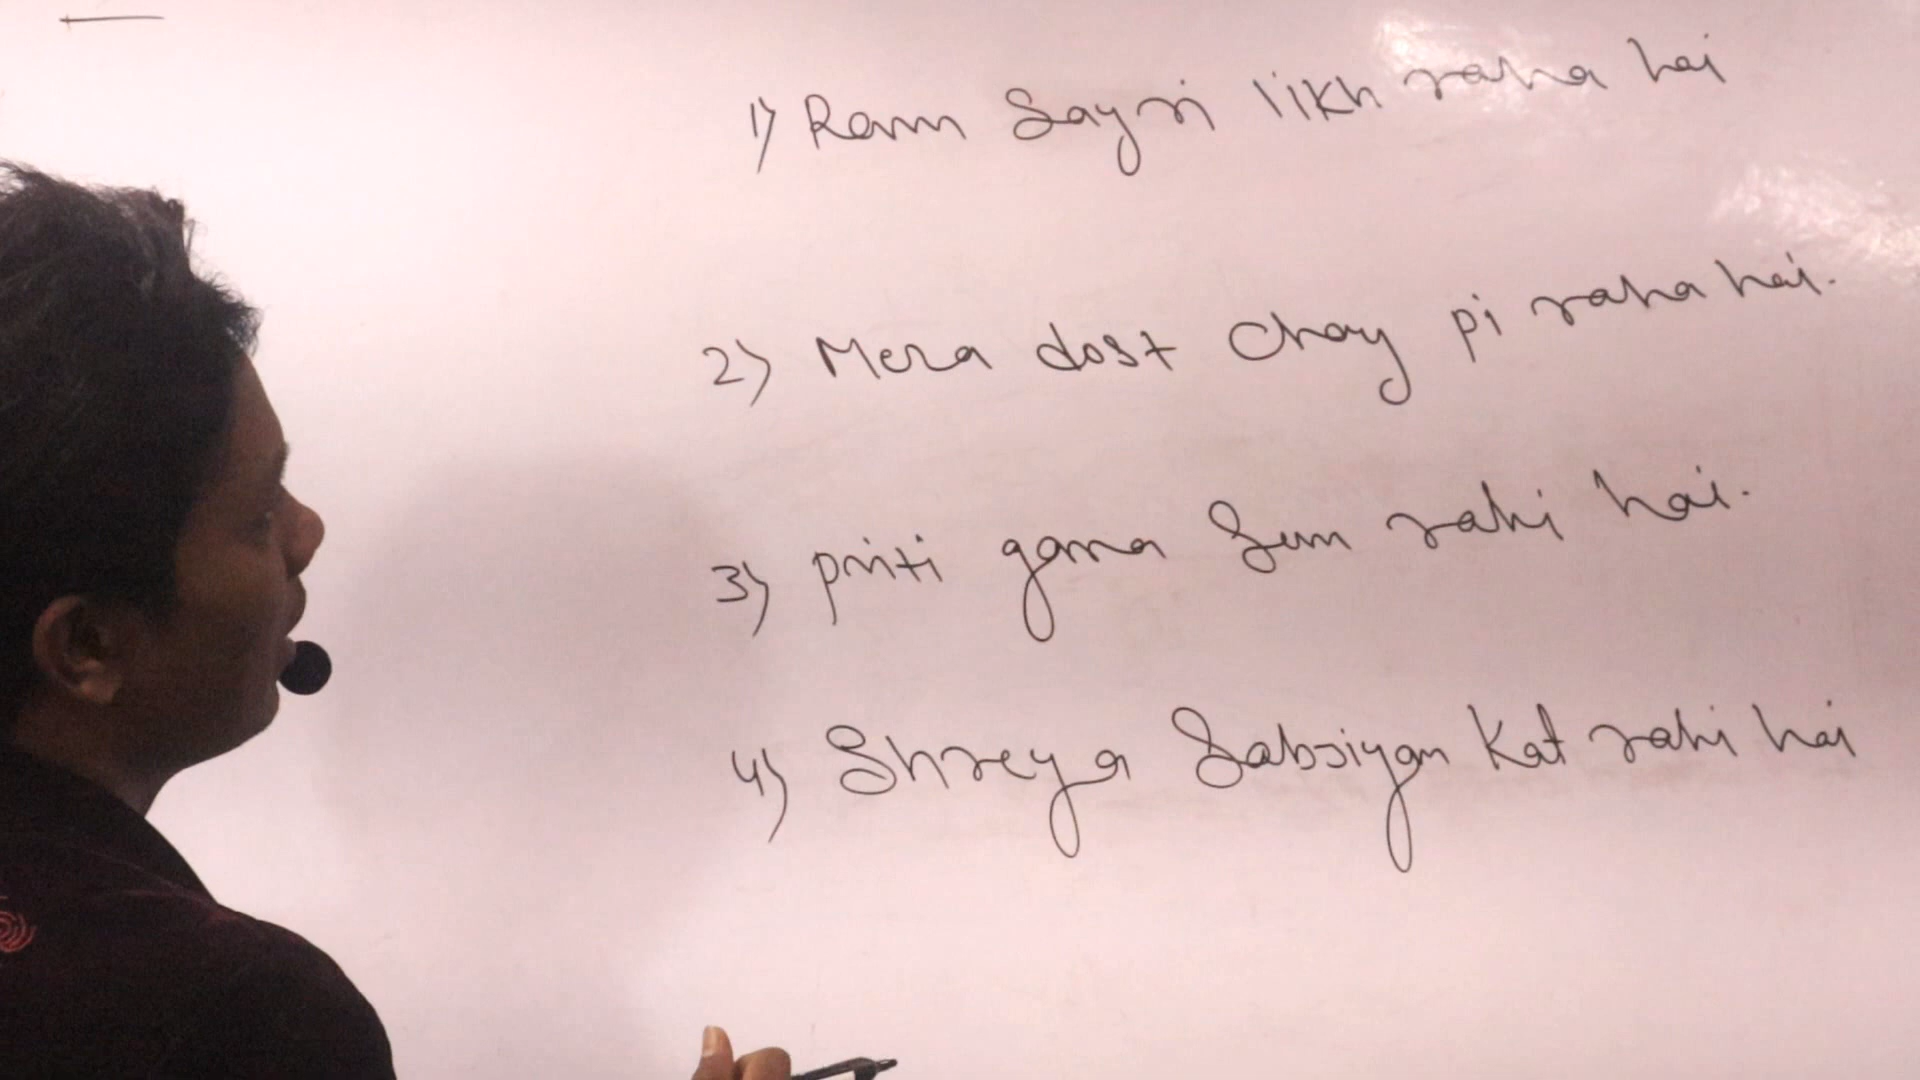 1) Ram Sayri likh raha hai
2) Mera dost Chay pi raha hai.
3) priti gana Sun rahi hai.
4) Shreya Sabjiyan Kat rahi hai